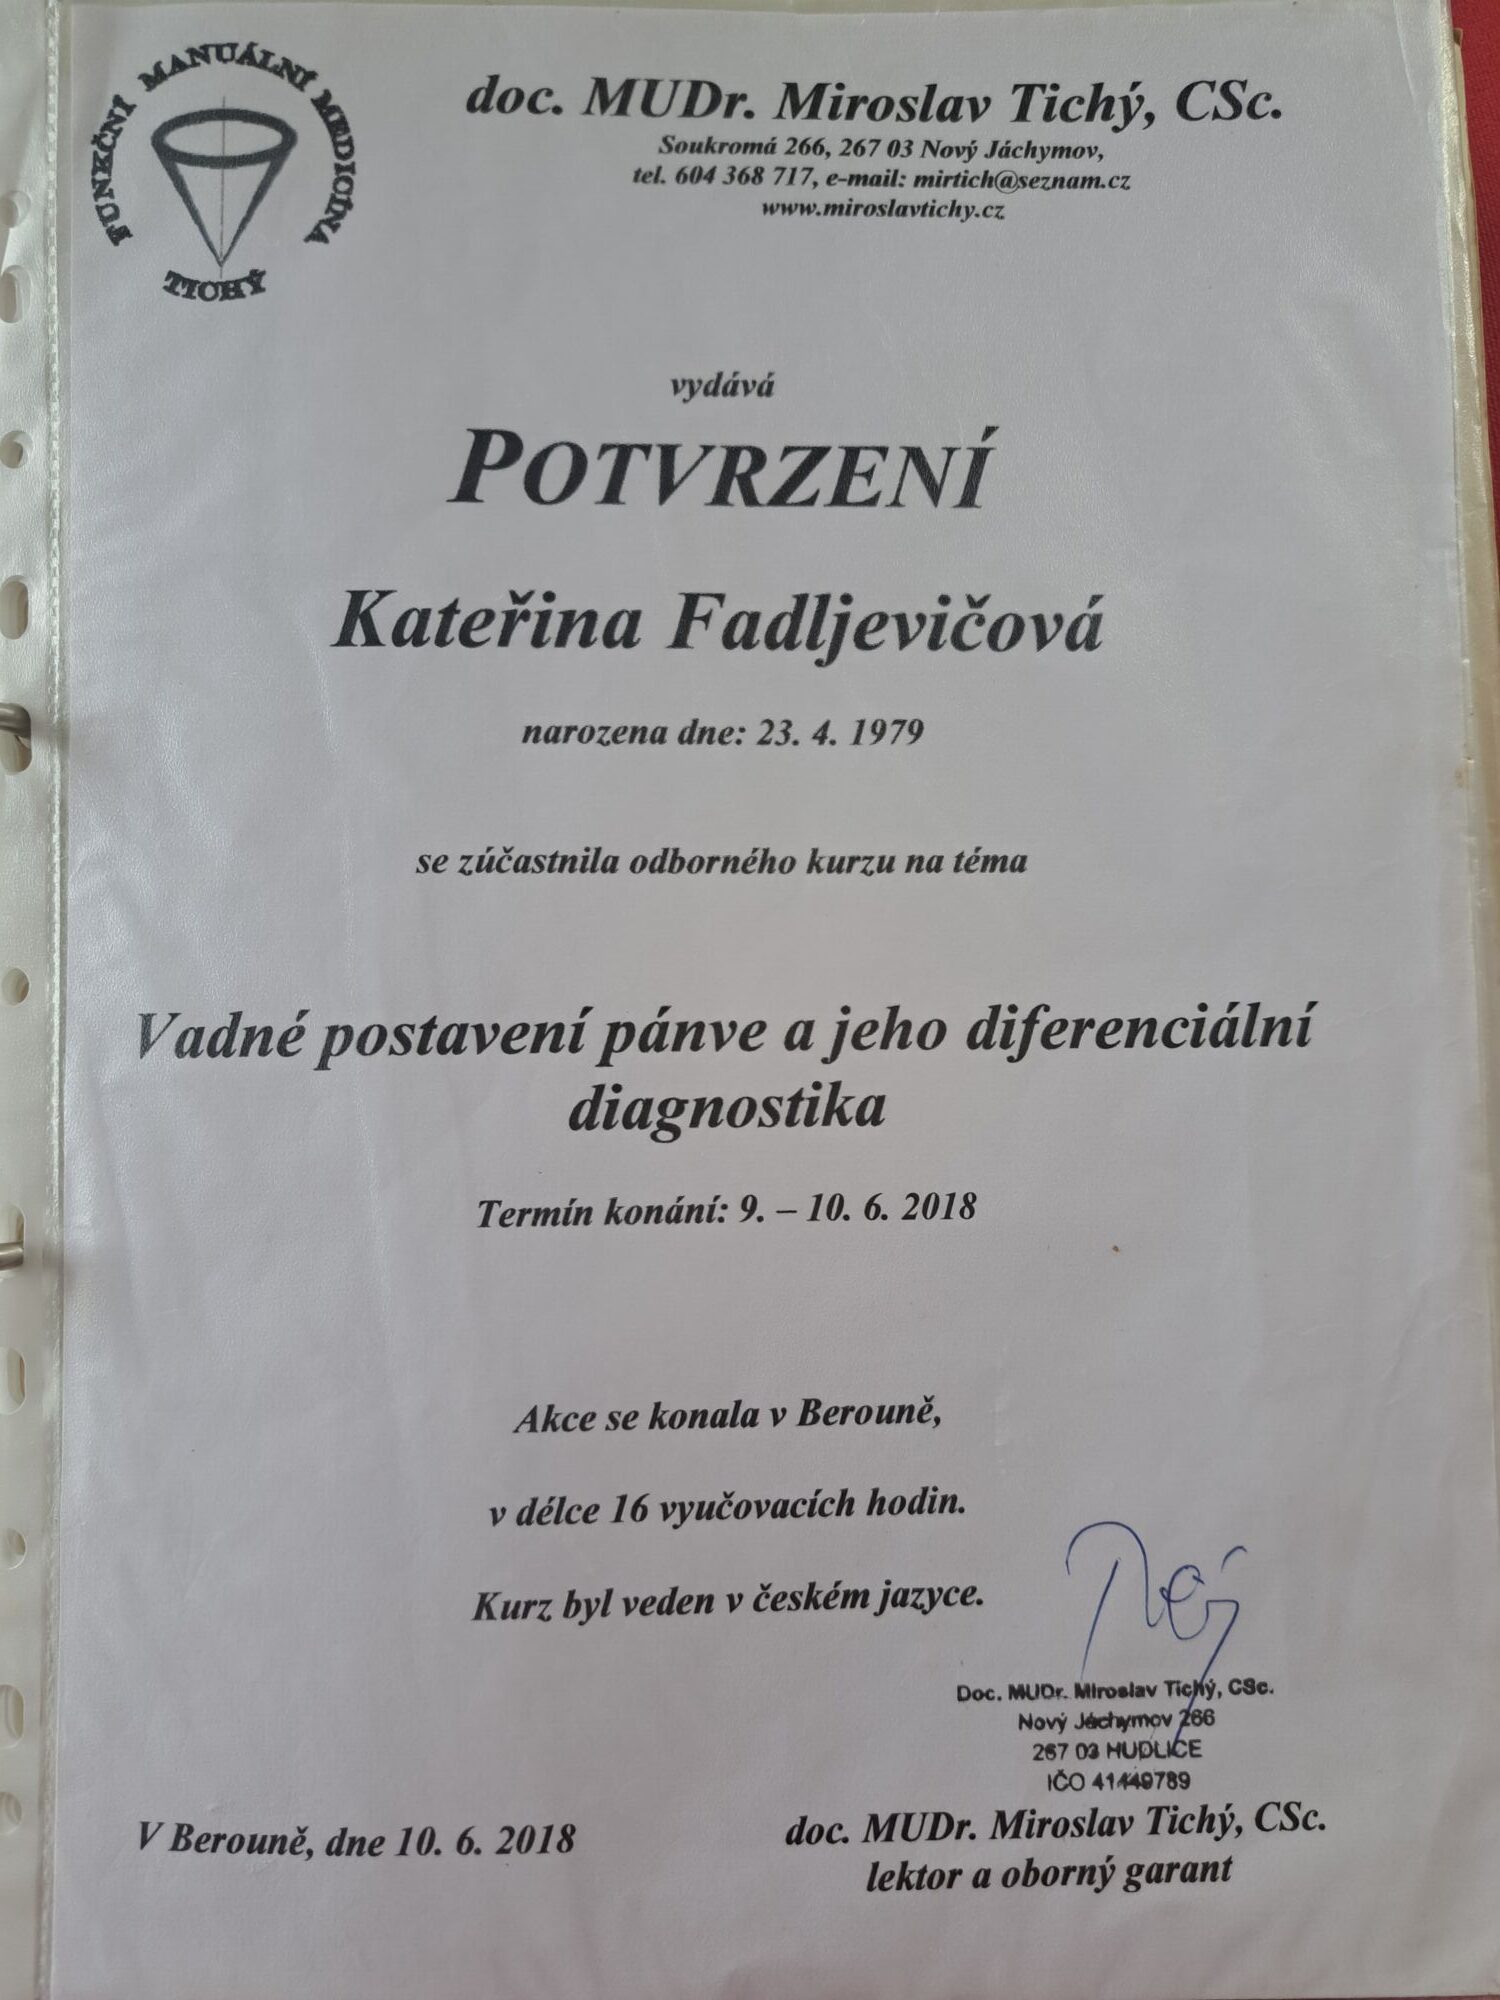 FUNKČNÍ MANUÁLNÍ MEDICÍNA
TICHÝ
doc. MUDr. Miroslav Tichý, CSc.
Soukromá 266, 267 03 Nový Jáchymov,
tel. 604 368 717, e-mail: mirtich@seznam.cz
www.miroslavtichy.cz
vydává
POTVRZENÍ
Kateřina Fadljevičová
narozena dne: 23. 4. 1979
se zúčastnila odborného kurzu na téma
Vadné postavení pánve a jeho diferenciální
diagnostika
Termín konání: 9. – 10. 6. 2018
Akce se konala v Berouně,
v délce 16 vyučovacích hodin.
Kurz byl veden v českém jazyce.
Doc. MUDr. Miroslav Tichý, CSc.
Nový Jáchymov 266
267 03 HUDLICE
IČO 41449789
V Berouně, dne 10. 6. 2018
doc. MUDr. Miroslav Tichý, CSc.
lektor a oborný garant